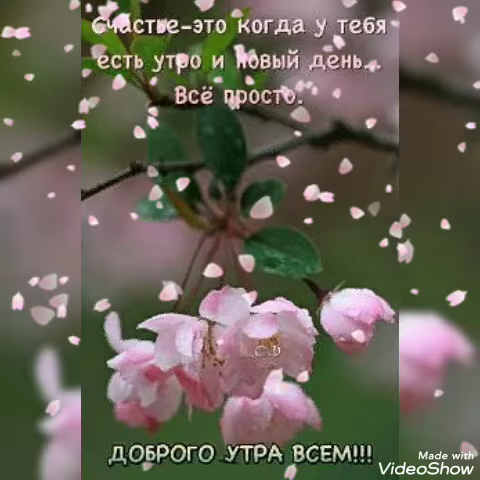 Счастье-это когда у тебя
есть утро и новый день...
Всё просто.
ДОБРОГО УТРА ВСЕМ!!!
Made with
VideoShow